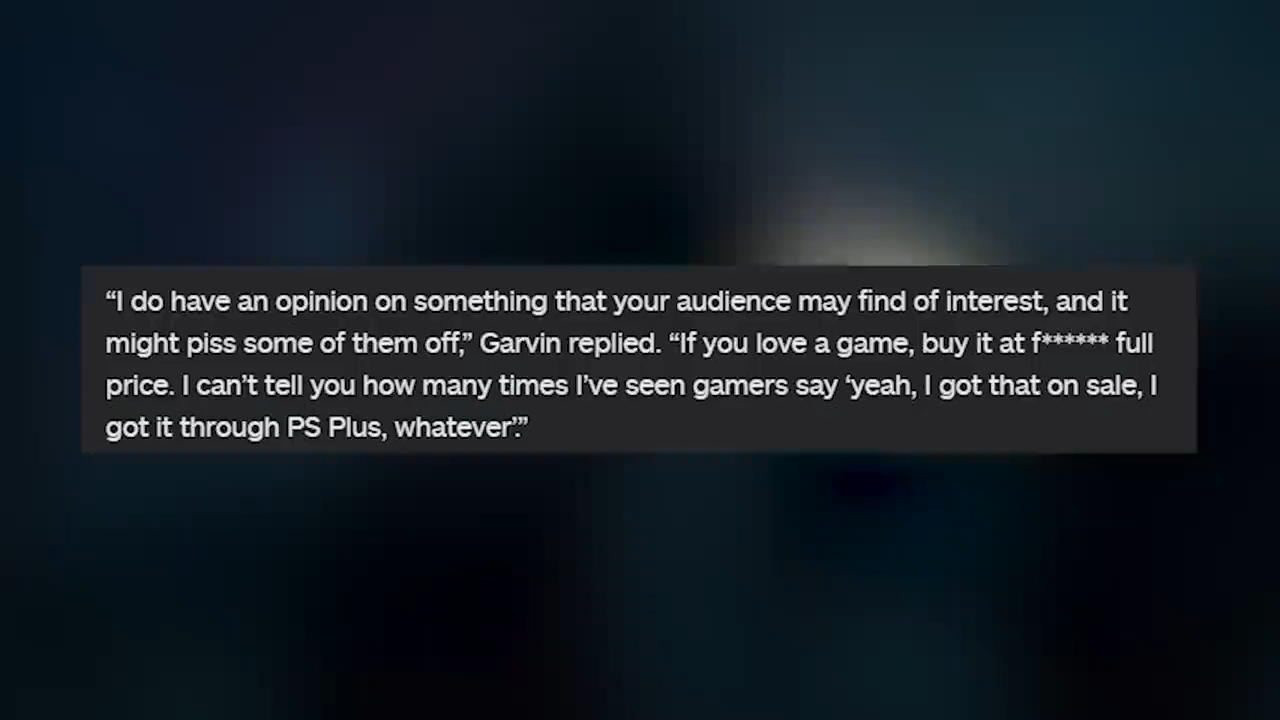 “I do have an opinion on something that your audience may find of interest, and it
might piss some of them off,” Garvin replied. “If you love a game, buy it at f****** full
price. I can’t tell you how many times I’ve seen gamers say ‘yeah, I got that on sale, I
got it through PS Plus, whatever’.”